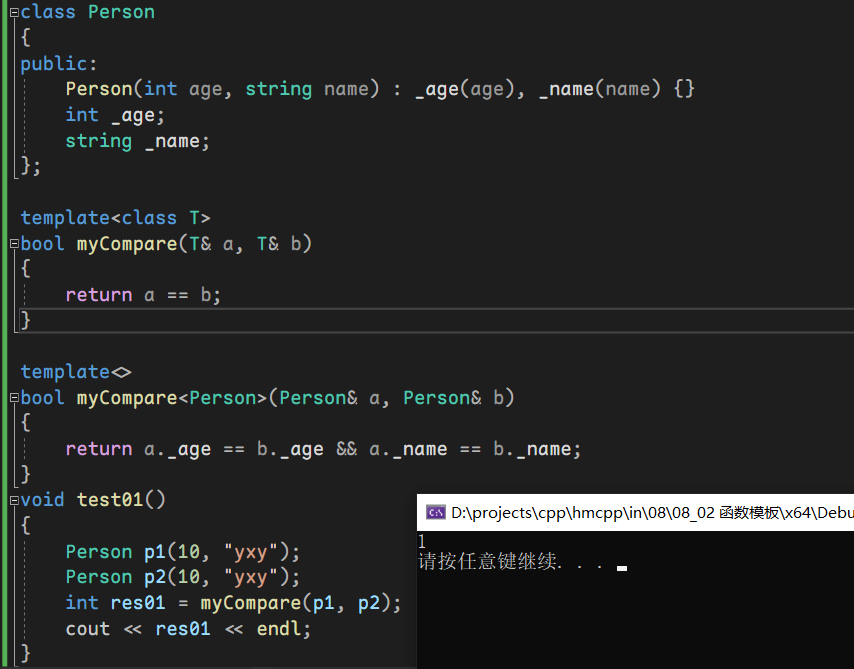 class Person
{
public:
    Person(int age, string name) : _age(age), _name(name) {}
    int _age;
    string _name;
};

template<class T>
bool myCompare(T& a, T& b)
{
    return a == b;
}

template<>
bool myCompare<Person>(Person& a, Person& b)
{
    return a._age == b._age && a._name == b._name;
}
void test01()
{
    Person p1(10, "yxy");
    Person p2(10, "yxy");
    int res01 = myCompare(p1, p2);
    cout << res01 << endl;
}
D:\projects\cpp\hmcpp\in\08\08_02 函数模板\x64\Debu
1
请按任意键继续. . .